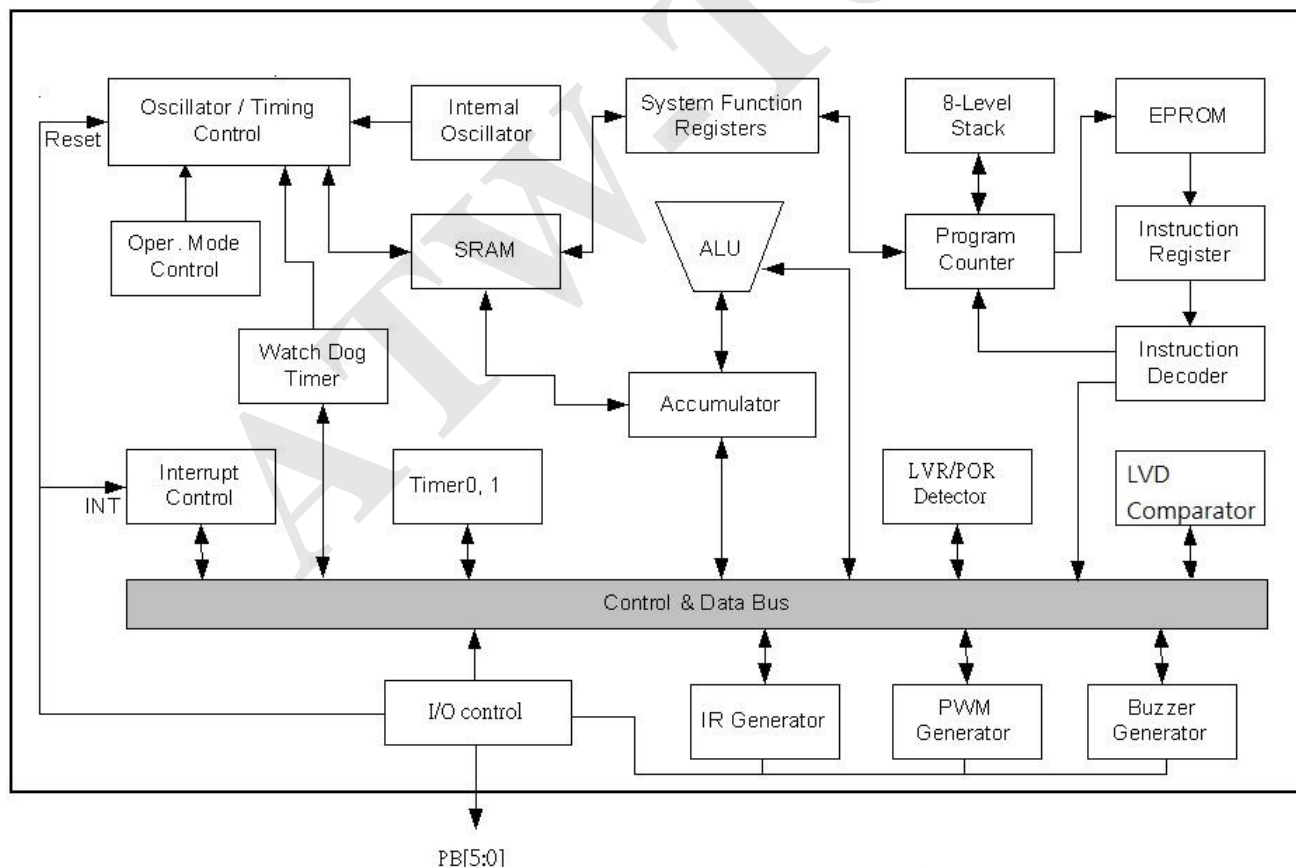 Oscillator / Timing
Control
Internal
Oscillator
System Function
Registers
8-Level
Stack
EPROM
Reset
Oper. Mode
Control
SRAM
ALU
Program
Counter
Instruction
Register
Watch Dog
Timer
Accumulator
Instruction
Decoder
Interrupt
Control
INT
Timer0, 1
LVR/POR
Detector
LVD
Comparator
Control & Data Bus
I/O control
IR Generator
PWM
Generator
Buzzer
Generator
PB[5:0]